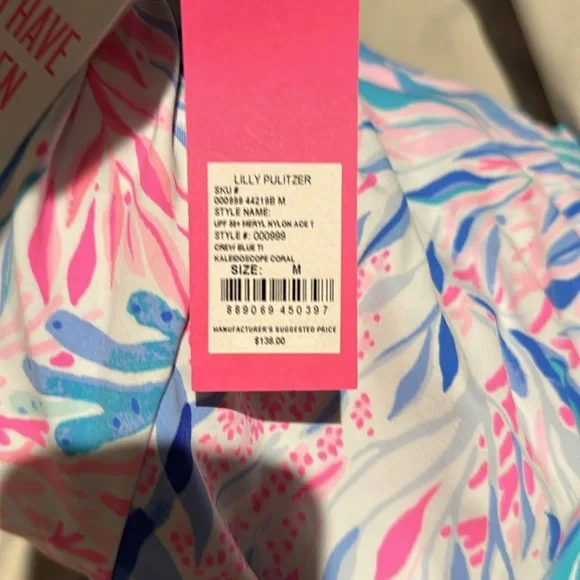 HAVE
EN
LILLY PULITZER
SKU #
000999 44219B M
STYLE NAME:
UPF 50+ MERYL NYLON ACE T
STYLE #: 000999
CREW BLUE TI
KALEIDOSCOPE CORAL
SIZE: M
889069 450397
MANUFACTURER'S SUGGESTED PRICE
$138.00